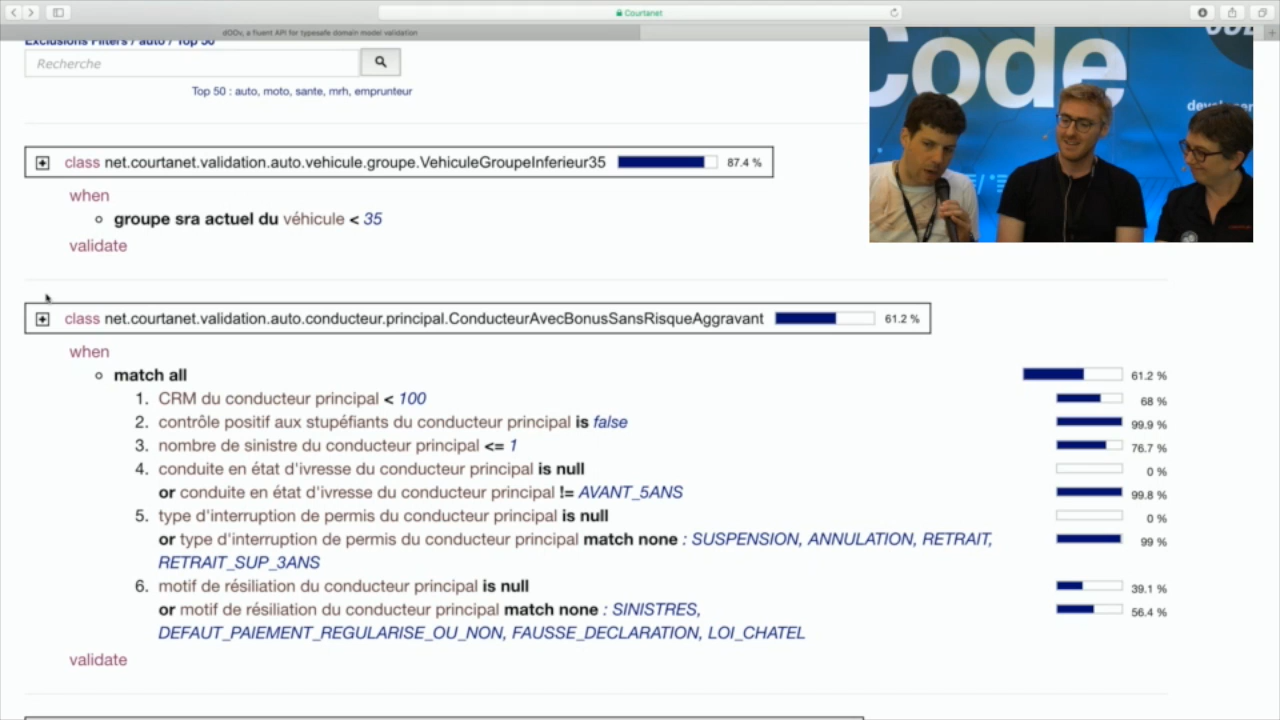 Courtanet
dOOv, a fluent API for typesafe domain model validation
Exclusions Filters / auto / Top 50
Recherche
Top 50 : auto, moto, sante, mrh, emprunteur
class net.courtanet.validation.auto.vehicule.groupe.VehiculeGroupeInferieur35 87.4 %
when
groupe sra actuel du véhicule < 35
validate
class net.courtanet.validation.auto.conducteur.principal.ConducteurAvecBonusSansRisqueAggravant 61.2 %
when
match all 61.2 %
1. CRM du conducteur principal < 100 68 %
2. contrôle positif aux stupéfiants du conducteur principal is false 99.9 %
3. nombre de sinistre du conducteur principal <= 1 76.7 %
4. conduite en état d'ivresse du conducteur principal is null 0 %
or conduite en état d'ivresse du conducteur principal != AVANT_5ANS 99.8 %
5. type d'interruption de permis du conducteur principal is null 0 %
or type d'interruption de permis du conducteur principal match none : SUSPENSION, ANNULATION, RETRAIT, 99 %
RETRAIT_SUP_3ANS
6. motif de résiliation du conducteur principal is null 39.1 %
or motif de résiliation du conducteur principal match none : SINISTRES, 56.4 %
DEFAUT_PAIEMENT_REGULARISE_OU_NON, FAUSSE_DECLARATION, LOI_CHATEL
validate
Code